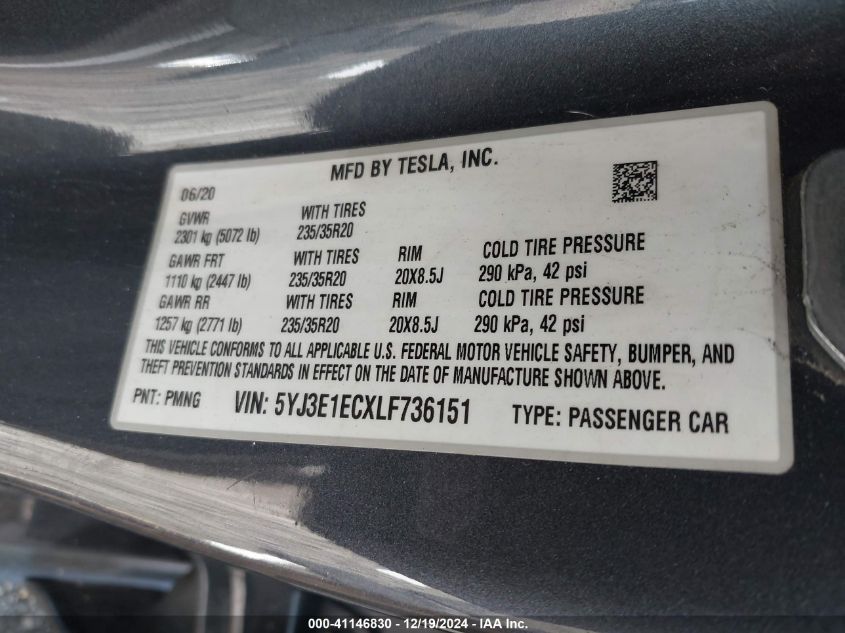 MFD BY TESLA, INC.
06/20
GVWR WITH TIRES
2301 kg (5072 lb) 235/35R20
GAWR FRT WITH TIRES RIM COLD TIRE PRESSURE
1110 kg (2447 lb) 235/35R20 20X8.5J 290 kPa, 42 psi
GAWR RR WITH TIRES RIM COLD TIRE PRESSURE
1257 kg (2771 lb) 235/35R20 20X8.5J 290 kPa, 42 psi
THIS VEHICLE CONFORMS TO ALL APPLICABLE U.S. FEDERAL MOTOR VEHICLE SAFETY, BUMPER, AND
THEFT PREVENTION STANDARDS IN EFFECT ON THE DATE OF MANUFACTURE SHOWN ABOVE.
PNT: PMNG VIN: 5YJ3E1ECXLF736151 TYPE: PASSENGER CAR
000-41146830 - 12/19/2024 - IAA Inc.